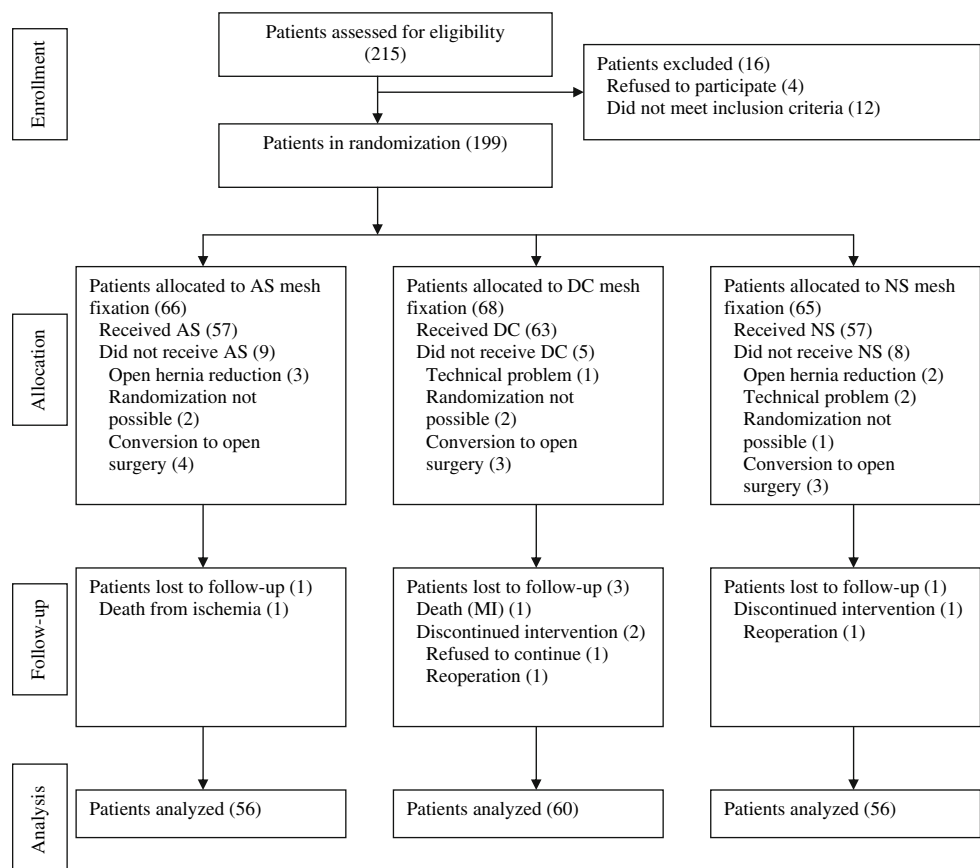 Enrollment
Patients assessed for eligibility
(215)
Patients excluded (16)
Refused to participate (4)
Did not meet inclusion criteria (12)
Patients in randomization (199)
Allocation
Patients allocated to AS mesh
fixation (66)
Received AS (57)
Did not receive AS (9)
Open hernia reduction (3)
Randomization not
possible (2)
Conversion to open
surgery (4)
Patients allocated to DC mesh
fixation (68)
Received DC (63)
Did not receive DC (5)
Technical problem (1)
Randomization not
possible (2)
Conversion to open
surgery (3)
Patients allocated to NS mesh
fixation (65)
Received NS (57)
Did not receive NS (8)
Open hernia reduction (2)
Technical problem (2)
Randomization not
possible (1)
Conversion to open
surgery (3)
Follow-up
Patients lost to follow-up (1)
Death from ischemia (1)
Patients lost to follow-up (3)
Death (MI) (1)
Discontinued intervention (2)
Refused to continue (1)
Reoperation (1)
Patients lost to follow-up (1)
Discontinued intervention (1)
Reoperation (1)
Analysis
Patients analyzed (56)
Patients analyzed (60)
Patients analyzed (56)